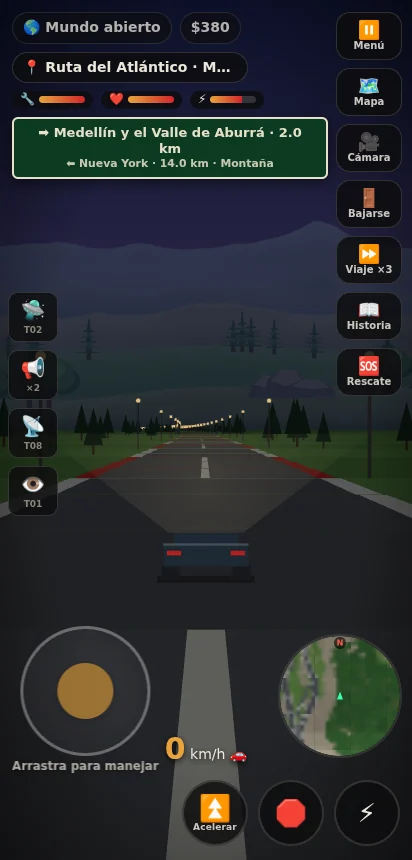 🌎 Mundo abierto
$380
Menú
📍 Ruta del Atlántico · M...
Mapa
➡ Medellín y el Valle de Aburrá · 2.0
km
⬅ Nueva York · 14.0 km · Montaña
Cámara
Bajarse
Viaje ×3
Historia
SOS
Rescate
T02
×2
T08
T01
N
0 km/h
Arrastra para manejar
Acelerar